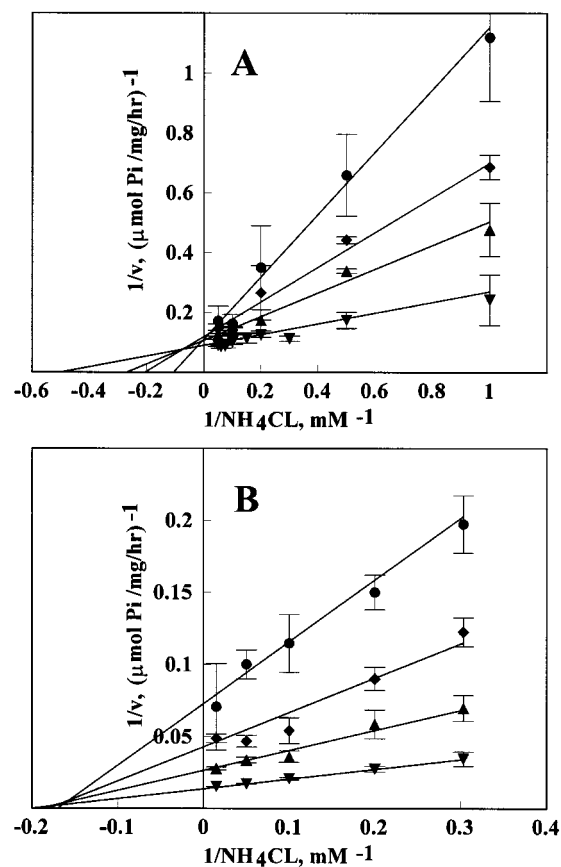 A
1/v, (μmol Pi /mg/hr)⁻¹
1
0.8
0.6
0.4
0.2
-0.6 -0.4 -0.2 0 0.2 0.4 0.6 0.8 1
1/NH₄CL, mM ⁻¹
B
1/v, (μmol Pi /mg/hr)⁻¹
0.2
0.15
0.1
0.05
-0.2 -0.1 0 0.1 0.2 0.3 0.4
1/NH₄CL, mM ⁻¹